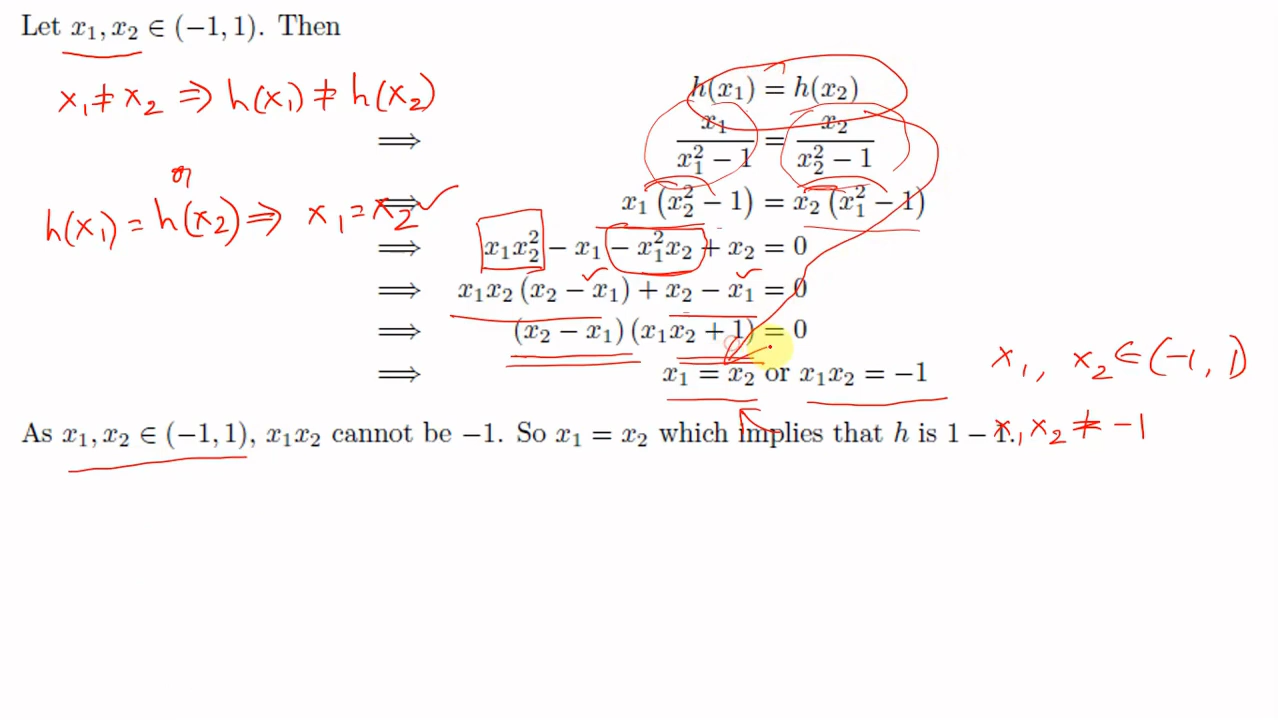 Let x₁, x₂ ∈ (−1, 1). Then
x₁ ≠ x₂ ⇒ h(x₁) ≠ h(x₂)
h(x₁) = h(x₂)
⟹ x₁/(x₁² − 1) = x₂/(x₂² − 1)
or
h(x₁) = h(x₂) ⇒ x₁ = x₂ ✓
⟹ x₁(x₂² − 1) = x₂(x₁² − 1)
⟹ x₁x₂² − x₁ − x₁²x₂ + x₂ = 0
⟹ x₁x₂(x₂ − x₁) + x₂ − x₁ = 0
⟹ (x₂ − x₁)(x₁x₂ + 1) = 0
⟹ x₁ = x₂ or x₁x₂ = −1
x₁, x₂ ∈ (−1, 1)
As x₁, x₂ ∈ (−1, 1), x₁x₂ cannot be −1. So x₁ = x₂ which implies that h is 1 − 1.
x₁x₂ ≠ −1